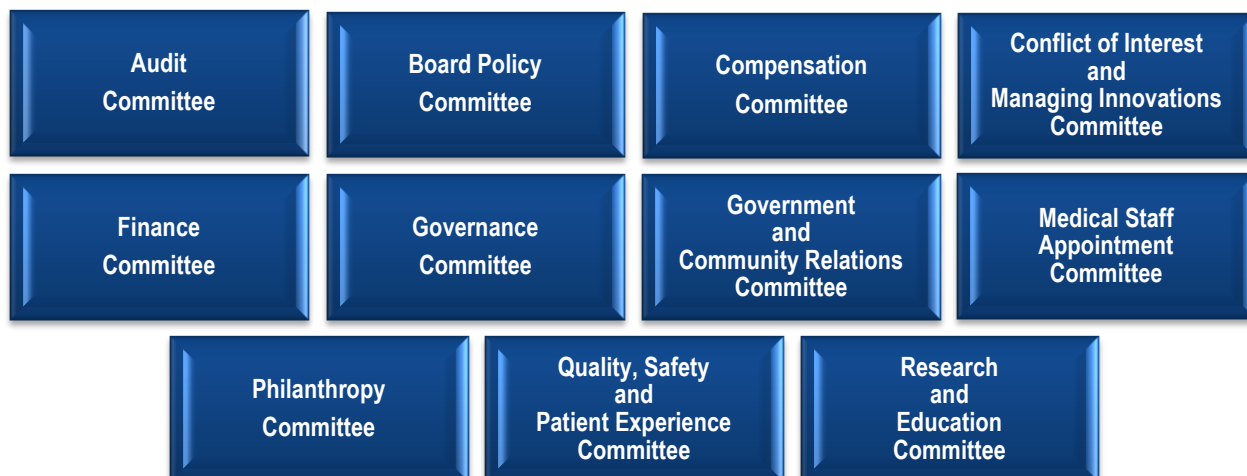 Audit
Committee
Board Policy
Committee
Compensation
Committee
Conflict of Interest
and
Managing Innovations
Committee
Finance
Committee
Governance
Committee
Government
and
Community Relations
Committee
Medical Staff
Appointment
Committee
Philanthropy
Committee
Quality, Safety
and
Patient Experience
Committee
Research
and
Education
Committee